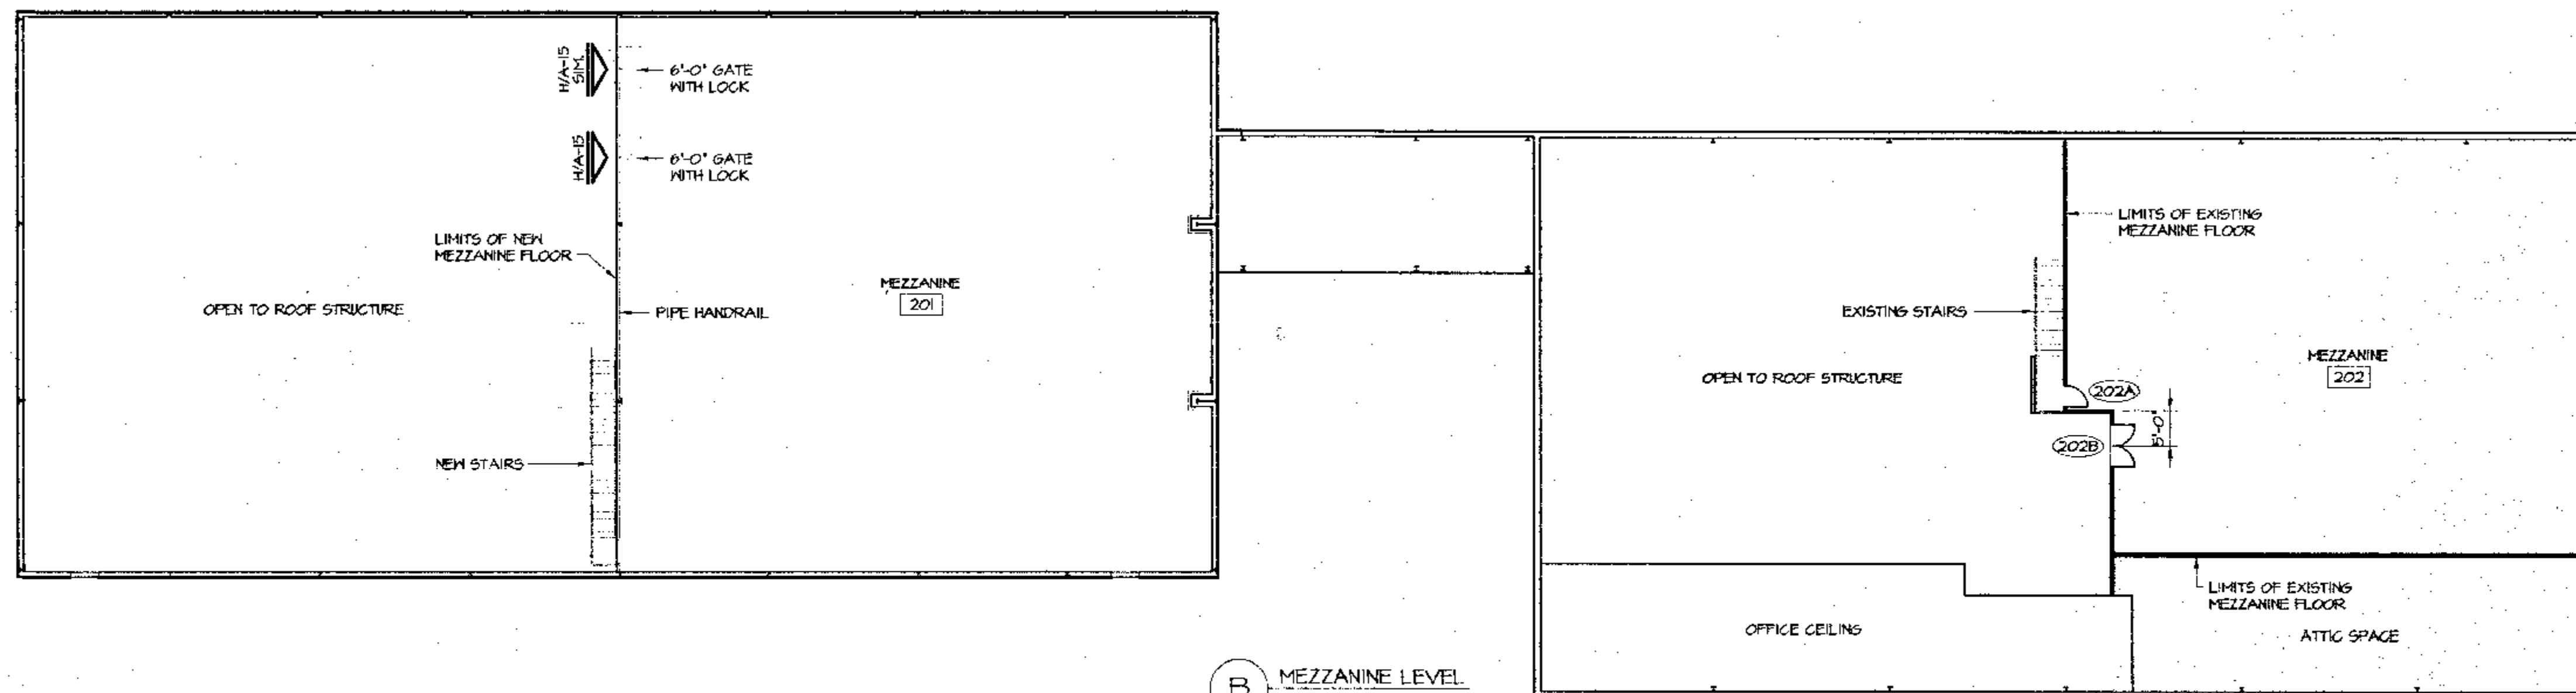 H/A-15
SIM.
6'-0" GATE
WITH LOCK
H/A-15
6'-0" GATE
WITH LOCK
LIMITS OF NEW
MEZZANINE FLOOR
OPEN TO ROOF STRUCTURE
PIPE HANDRAIL
MEZZANINE
201
NEW STAIRS
LIMITS OF EXISTING
MEZZANINE FLOOR
EXISTING STAIRS
OPEN TO ROOF STRUCTURE
MEZZANINE
202
202A
202B
5'-0"
LIMITS OF EXISTING
MEZZANINE FLOOR
OFFICE CEILING
ATTIC SPACE
B
MEZZANINE LEVEL